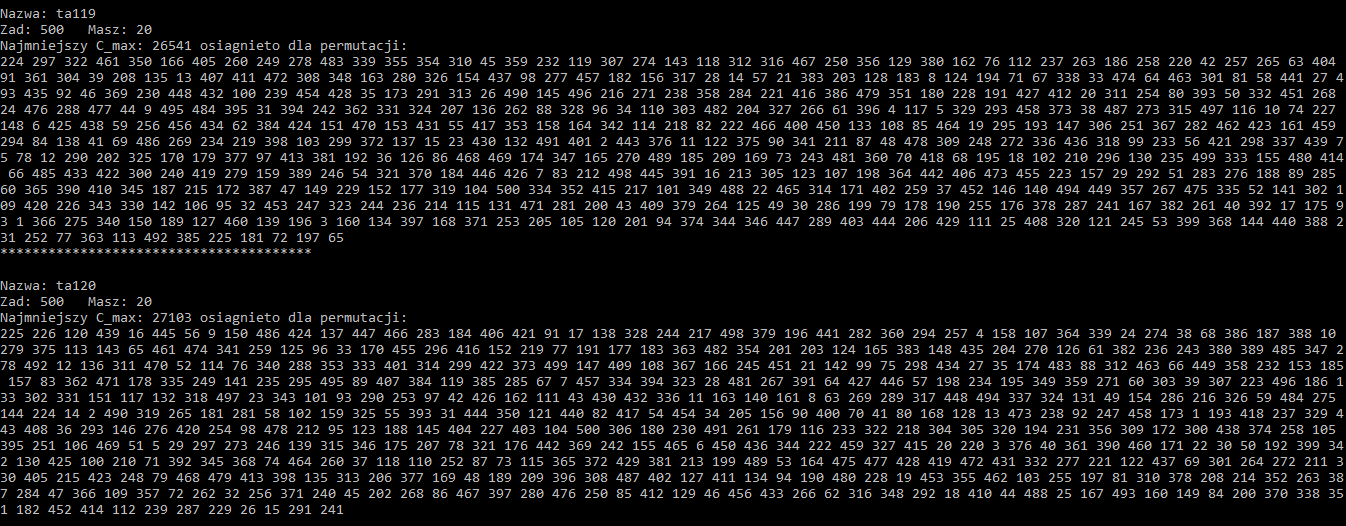 Nazwa: ta119
Zad: 500   Masz: 20
Najmniejszy C_max: 26541 osiagnieto dla permutacji:
224 297 322 461 350 166 405 260 249 278 483 339 355 354 310 45 359 232 119 307 274 143 118 312 316 467 250 356 129 380 162 76 112 237 263 186 258 220 42 257 265 63 404
91 361 304 39 208 135 13 407 411 472 308 348 163 280 326 154 437 98 277 457 182 156 317 28 14 57 21 383 203 128 183 8 124 194 71 67 338 33 474 64 463 301 81 58 441 27 4
93 435 92 46 369 230 448 432 100 239 454 428 35 173 291 313 26 490 145 496 216 271 238 358 284 221 416 386 479 351 180 228 191 427 412 20 311 254 80 393 50 332 451 268
24 476 288 477 44 9 495 484 395 31 394 242 362 331 324 207 136 262 88 328 96 34 110 303 482 204 327 266 61 396 4 117 5 329 293 458 373 38 487 273 315 497 116 10 74 227
148 6 425 438 59 256 456 434 62 384 424 151 470 153 431 55 417 353 158 164 342 114 218 82 222 466 400 450 133 108 85 464 19 295 193 147 306 251 367 282 462 423 161 459
294 84 138 41 69 486 269 234 219 398 103 299 372 137 15 23 430 132 491 401 2 443 376 11 122 375 90 341 211 87 48 478 309 248 272 336 436 318 99 233 56 421 298 337 439 7
5 78 12 290 202 325 170 179 377 97 413 381 192 36 126 86 468 469 174 347 165 270 489 185 209 169 73 243 481 360 70 418 68 195 18 102 210 296 130 235 499 333 155 480 414
 66 485 433 422 300 240 419 279 159 389 246 54 321 370 184 446 426 7 83 212 498 445 391 16 213 305 123 107 198 364 442 406 473 455 223 157 29 292 51 283 276 188 89 285
60 365 390 410 345 187 215 172 387 47 149 229 152 177 319 104 500 334 352 415 217 101 349 488 22 465 314 171 402 259 37 452 146 140 494 449 357 267 475 335 52 141 302 1
09 420 226 343 330 142 106 95 32 453 247 323 244 236 214 115 131 471 281 200 43 409 379 264 125 49 30 286 199 79 178 190 255 176 378 287 241 167 382 261 40 392 17 175 9
3 1 366 275 340 150 189 127 460 139 196 3 160 134 397 168 371 253 205 105 120 201 94 374 344 346 447 289 403 444 206 429 111 25 408 320 121 245 53 399 368 144 440 388 2
31 252 77 363 113 492 385 225 181 72 197 65
***************************************
Nazwa: ta120
Zad: 500   Masz: 20
Najmniejszy C_max: 27103 osiagnieto dla permutacji:
225 226 120 439 16 445 56 9 150 486 424 137 447 466 283 184 406 421 91 17 138 328 244 217 498 379 196 441 282 360 294 257 4 158 107 364 339 24 274 38 68 386 187 388 10
279 375 113 143 65 461 474 341 259 125 96 33 170 455 296 416 152 219 77 191 177 183 363 482 354 201 203 124 165 383 148 435 204 270 126 61 382 236 243 380 389 485 347 2
78 492 12 136 311 470 52 114 76 340 288 353 333 401 314 299 422 373 499 147 409 108 367 166 245 451 21 142 99 75 298 434 27 35 174 483 88 312 463 66 449 358 232 153 185
 157 83 362 471 178 335 249 141 235 295 495 89 407 384 119 385 285 67 7 457 334 394 323 28 481 267 391 64 427 446 57 198 234 195 349 359 271 60 303 39 307 223 496 186 1
33 302 331 151 117 132 318 497 23 343 101 93 290 253 97 42 426 162 111 43 430 432 336 11 163 140 161 8 63 269 289 317 448 494 337 324 131 49 154 286 216 326 59 484 275
144 224 14 2 490 319 265 181 281 58 102 159 325 55 393 31 444 350 121 440 82 417 54 454 34 205 156 90 400 70 41 80 168 128 13 473 238 92 247 458 173 1 193 418 237 329 4
43 408 36 293 146 276 420 254 98 478 212 95 123 188 145 404 227 403 104 500 306 180 230 491 261 179 116 233 322 218 304 305 320 194 231 356 309 172 300 438 374 258 105
395 251 106 469 51 5 29 297 273 246 139 315 346 175 207 78 321 176 442 369 242 155 465 6 450 436 344 222 459 327 415 20 220 3 376 40 361 390 460 171 22 30 50 192 399 34
2 130 425 100 210 71 392 345 368 74 464 260 37 118 110 252 87 73 115 365 372 429 381 213 199 489 53 164 475 477 428 419 472 431 332 277 221 122 437 69 301 264 272 211 3
30 405 215 423 248 79 468 479 413 398 135 313 206 377 169 48 189 209 396 308 487 402 127 411 134 94 190 480 228 19 453 355 462 103 255 197 81 310 378 208 214 352 263 38
7 284 47 366 109 357 72 262 32 256 371 240 45 202 268 86 467 397 280 476 250 85 412 129 46 456 433 266 62 316 348 292 18 410 44 488 25 167 493 160 149 84 200 370 338 35
1 182 452 414 112 239 287 229 26 15 291 241